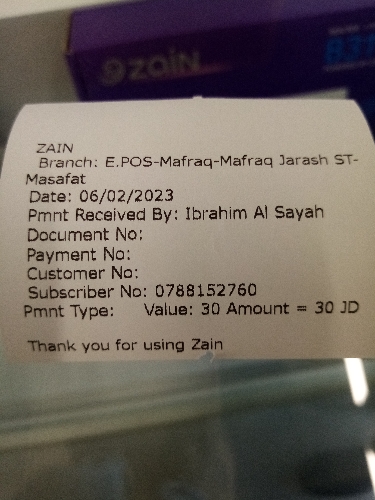 zain
ZAIN
Branch: E.POS-Mafraq-Mafraq Jarash ST-
Masafat
Date: 06/02/2023
Pmnt Received By: Ibrahim Al Sayah
Document No:
Payment No:
Customer No:
Subscriber No: 0788152760
Pmnt Type: Value: 30 Amount = 30 JD
Thank you for using Zain